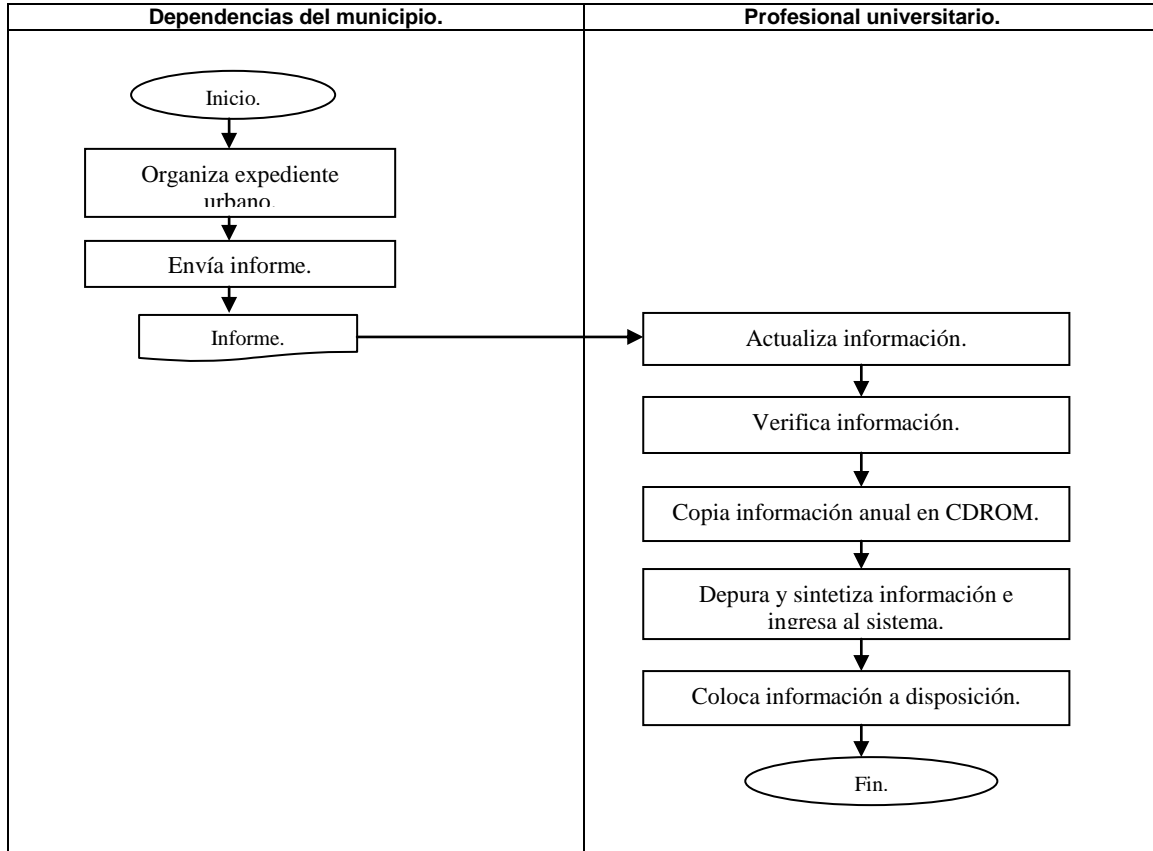 Dependencias del municipio.
Profesional universitario.
Inicio.
Organiza expediente
urbano.
Envía informe.
Informe.
Actualiza información.
Verifica información.
Copia información anual en CDROM.
Depura y sintetiza información e
ingresa al sistema.
Coloca información a disposición.
Fin.